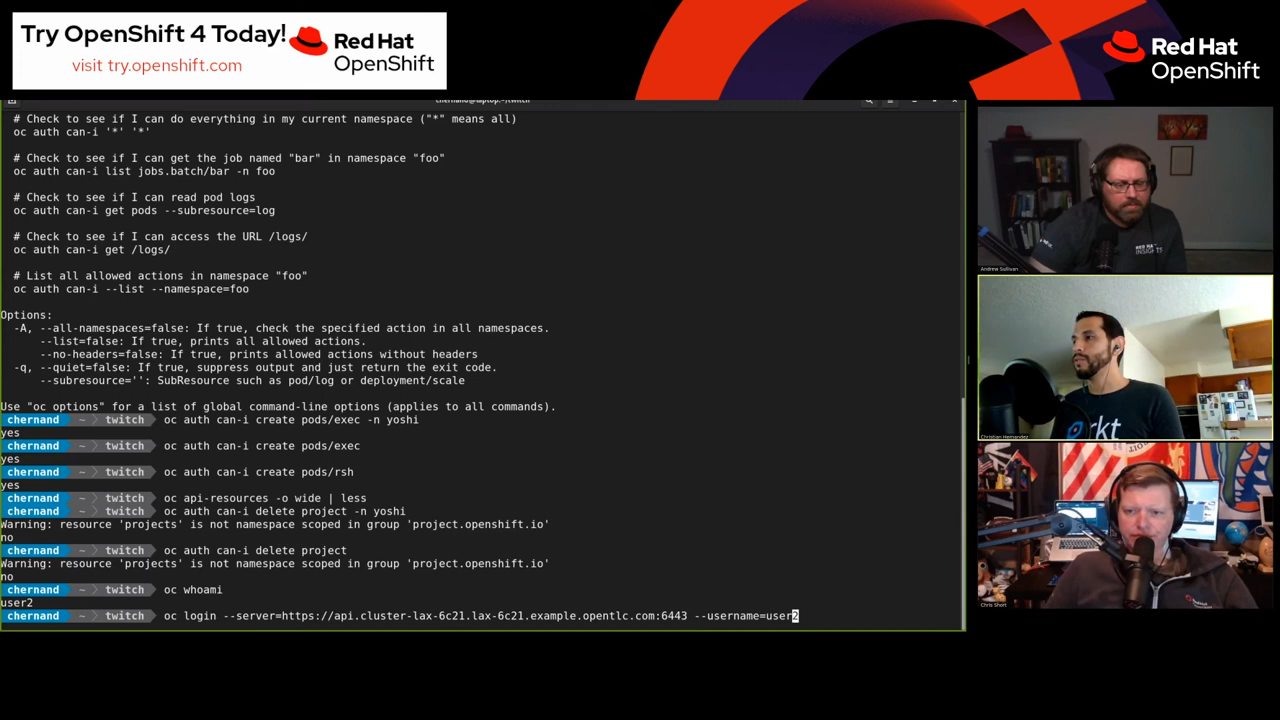 Try OpenShift 4 Today!
visit try.openshift.com
Red Hat
OpenShift
Red Hat
OpenShift
chernand@laptop:~/twitch
# Check to see if I can do everything in my current namespace ("*" means all)
oc auth can-i '*' '*'
# Check to see if I can get the job named "bar" in namespace "foo"
oc auth can-i list jobs.batch/bar -n foo
# Check to see if I can read pod logs
oc auth can-i get pods --subresource=log
# Check to see if I can access the URL /logs/
oc auth can-i get /logs/
# List all allowed actions in namespace "foo"
oc auth can-i --list --namespace=foo
Options:
-A, --all-namespaces=false: If true, check the specified action in all namespaces.
--list=false: If true, prints all allowed actions.
--no-headers=false: If true, prints allowed actions without headers
-q, --quiet=false: If true, suppress output and just return the exit code.
--subresource='': SubResource such as pod/log or deployment/scale
Use "oc options" for a list of global command-line options (applies to all commands).
chernand ~ twitch oc auth can-i create pods/exec -n yoshi
yes
chernand ~ twitch oc auth can-i create pods/exec
yes
chernand ~ twitch oc auth can-i create pods/rsh
yes
chernand ~ twitch oc api-resources -o wide | less
chernand ~ twitch oc auth can-i delete project -n yoshi
Warning: resource 'projects' is not namespace scoped in group 'project.openshift.io'
no
chernand ~ twitch oc auth can-i delete project
Warning: resource 'projects' is not namespace scoped in group 'project.openshift.io'
no
chernand ~ twitch oc whoami
user2
chernand ~ twitch oc login --server=https://api.cluster-lax-6c21.lax-6c21.example.opentlc.com:6443 --username=user2
RED HAT
INSIGHTS
Andrew Sullivan
rkt
Christian Hernandez
Chris Short